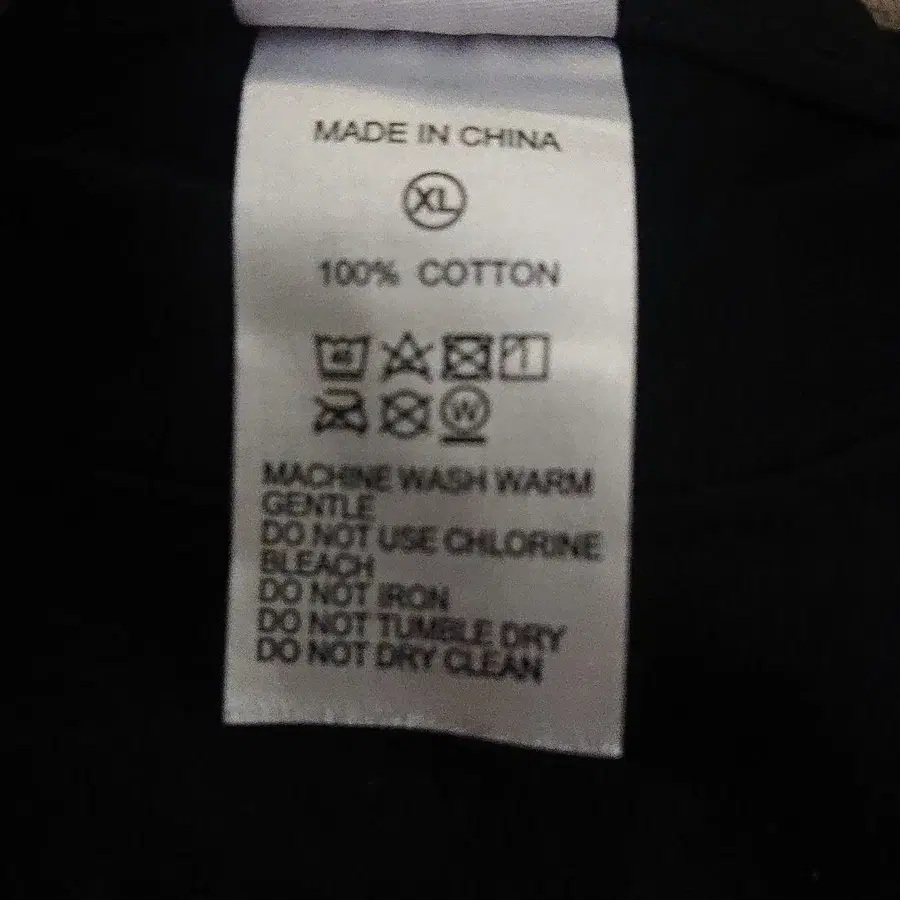 MADE IN CHINA
XL
100% COTTON
W
MACHINE WASH WARM
GENTLE
DO NOT USE CHLORINE
BLEACH
DO NOT IRON
DO NOT TUMBLE DRY
DO NOT DRY CLEAN